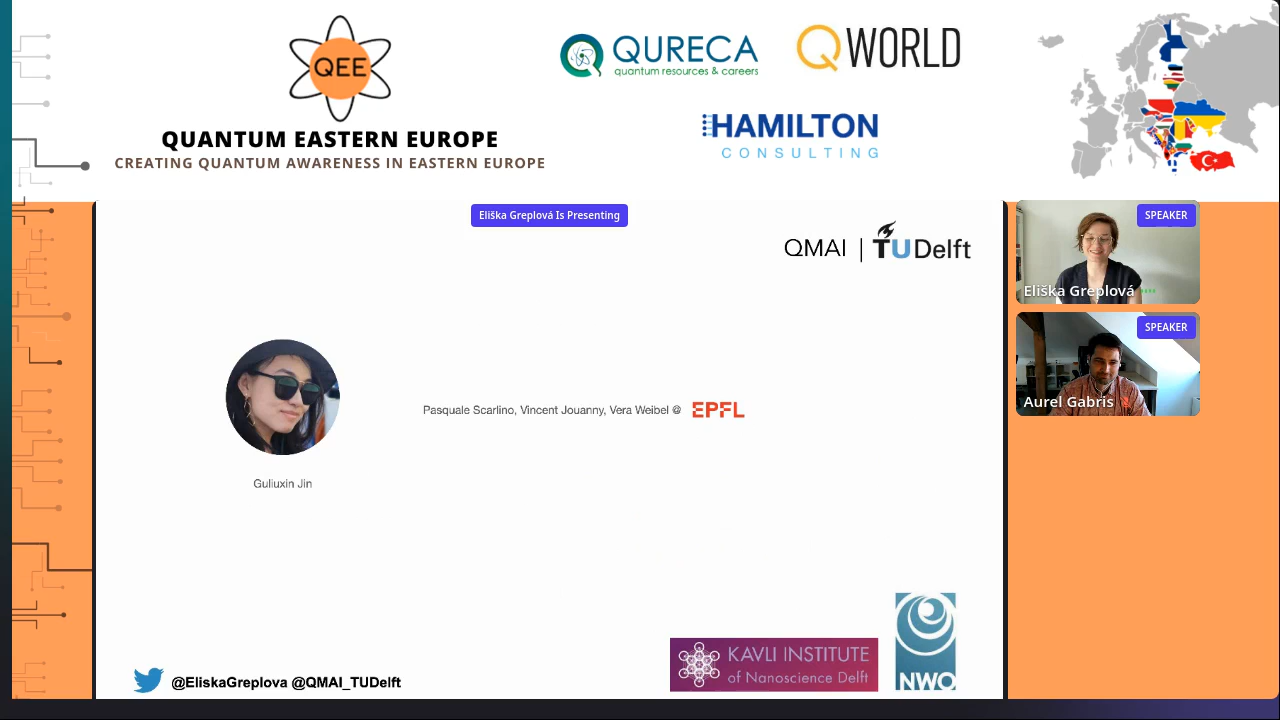 QEE
QUANTUM EASTERN EUROPE
CREATING QUANTUM AWARENESS IN EASTERN EUROPE
QURECA
quantum resources & careers
QWORLD
HAMILTON
CONSULTING
Eliška Greplová Is Presenting
QMAI | TUDelft
SPEAKER
Eliška Greplová
SPEAKER
Aurel Gabris
Pasquale Scarlino, Vincent Jouanny, Vera Weibel @ EPFL
Guliuxin Jin
@EliskaGreplova @QMAI_TUDelft
KAVLI INSTITUTE
of Nanoscience Delft
NWO